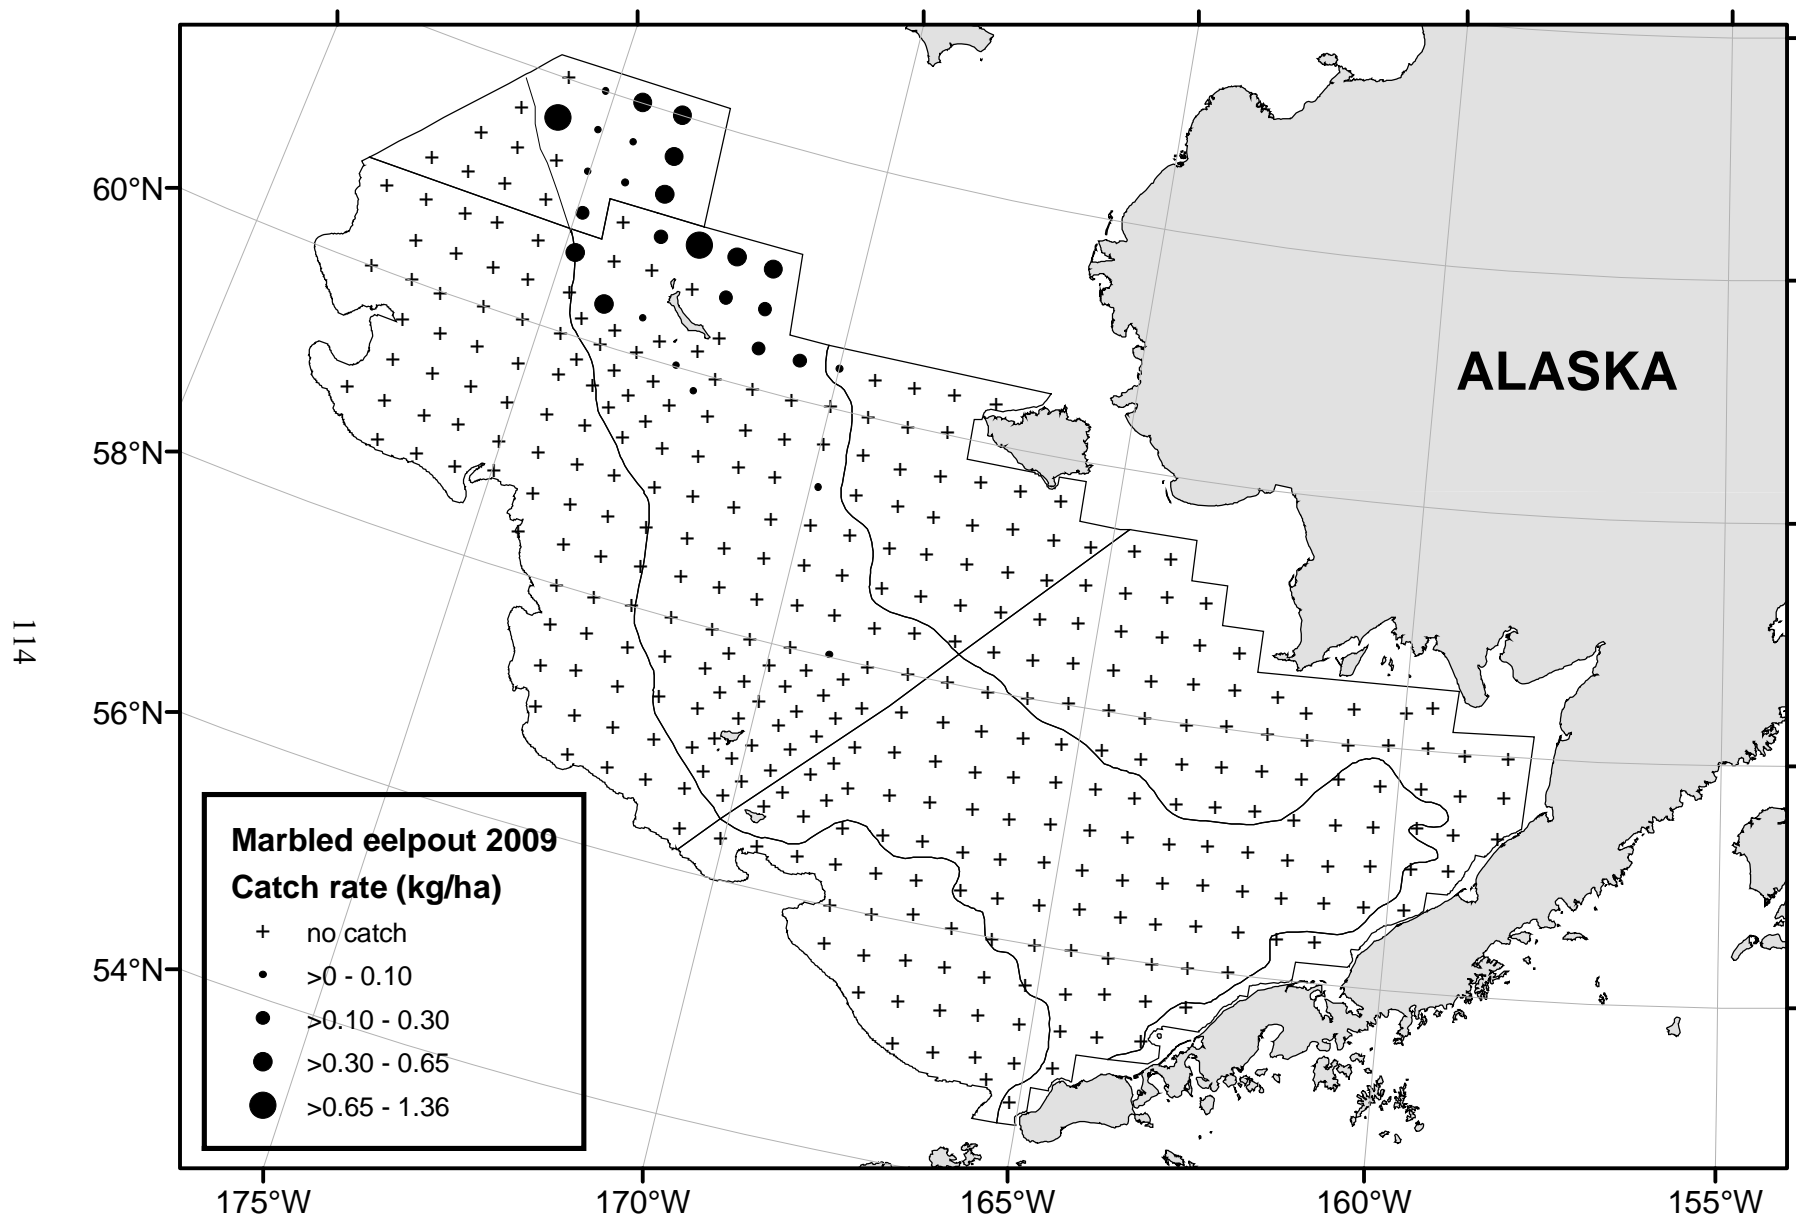 60°N
58°N
56°N
54°N
ALASKA
114
Marbled eelpout 2009
Catch rate (kg/ha)
no catch
>0 - 0.10
>0.10 - 0.30
>0.30 - 0.65
>0.65 - 1.36
175°W 170°W 165°W 160°W 155°W